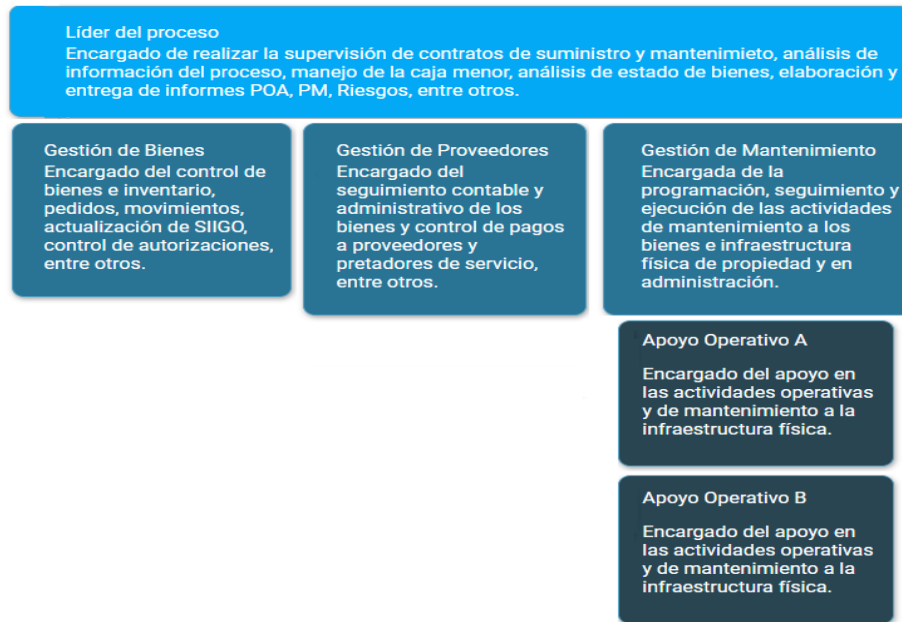 Líder del proceso
Encargado de realizar la supervisión de contratos de suministro y mantenimieto, análisis de
información del proceso, manejo de la caja menor, análisis de estado de bienes, elaboración y
entrega de informes POA, PM, Riesgos, entre otros.
Gestión de Bienes
Encargado del control de
bienes e inventario,
pedidos, movimientos,
actualización de SIIGO,
control de autorizaciones,
entre otros.
Gestión de Proveedores
Encargado del
seguimiento contable y
administrativo de los
bienes y control de pagos
a proveedores y
pretadores de servicio,
entre otros.
Gestión de Mantenimiento
Encargada de la
programación, seguimiento y
ejecución de las actividades
de mantenimiento a los
bienes e infraestructura
física de propiedad y en
administración.
Apoyo Operativo A
Encargado del apoyo en
las actividades operativas
y de mantenimiento a la
infraestructura física.
Apoyo Operativo B
Encargado del apoyo en
las actividades operativas
y de mantenimiento a la
infraestructura física.